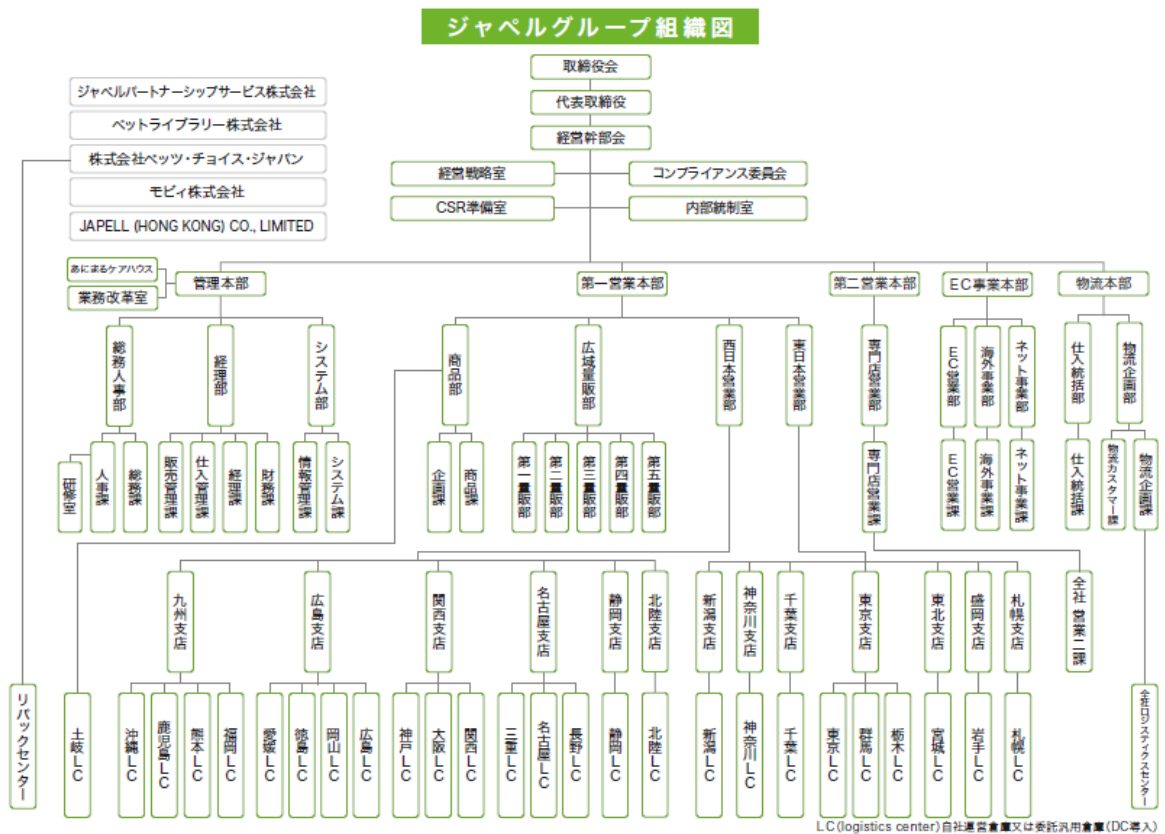 ジャペルグループ組織図
取締役会
代表取締役
経営幹部会
ジャペルパートナーシップサービス株式会社
ペットライブラリー株式会社
株式会社ペッツ・チョイス・ジャパン
モビィ株式会社
JAPELL (HONG KONG) CO., LIMITED
経営戦略室
コンプライアンス委員会
CSR準備室
内部統制室
あにまるケアハウス
業務改革室
管理本部
第一営業本部
第二営業本部
EC事業本部
物流本部
総務人事部
経理部
システム部
商品部
広域量販部
西日本営業部
東日本営業部
専門店営業部
EC営業部
海外事業部
ネット事業部
仕入統括部
物流企画部
研修室
人事課
総務課
販売管理課
仕入管理課
経理課
財務課
情報管理課
システム課
企画課
商品課
第一量販部
第二量販部
第三量販部
第四量販部
第五量販部
専門店営業課
EC営業課
海外事業課
ネット事業課
仕入統括課
物流カスタマー課
物流企画課
九州支店
広島支店
関西支店
名古屋支店
静岡支店
北陸支店
新潟支店
神奈川支店
千葉支店
東京支店
東北支店
盛岡支店
札幌支店
全社 営業二課
リパックセンター
土岐LC
沖縄LC
鹿児島LC
熊本LC
福岡LC
愛媛LC
徳島LC
岡山LC
広島LC
神戸LC
大阪LC
関西LC
三重LC
名古屋LC
長野LC
静岡LC
北陸LC
新潟LC
神奈川LC
千葉LC
東京LC
群馬LC
栃木LC
宮城LC
岩手LC
札幌LC
全社ロジスティクスセンター
LC(logistics center)自社運営倉庫又は委託汎用倉庫(DC導入)